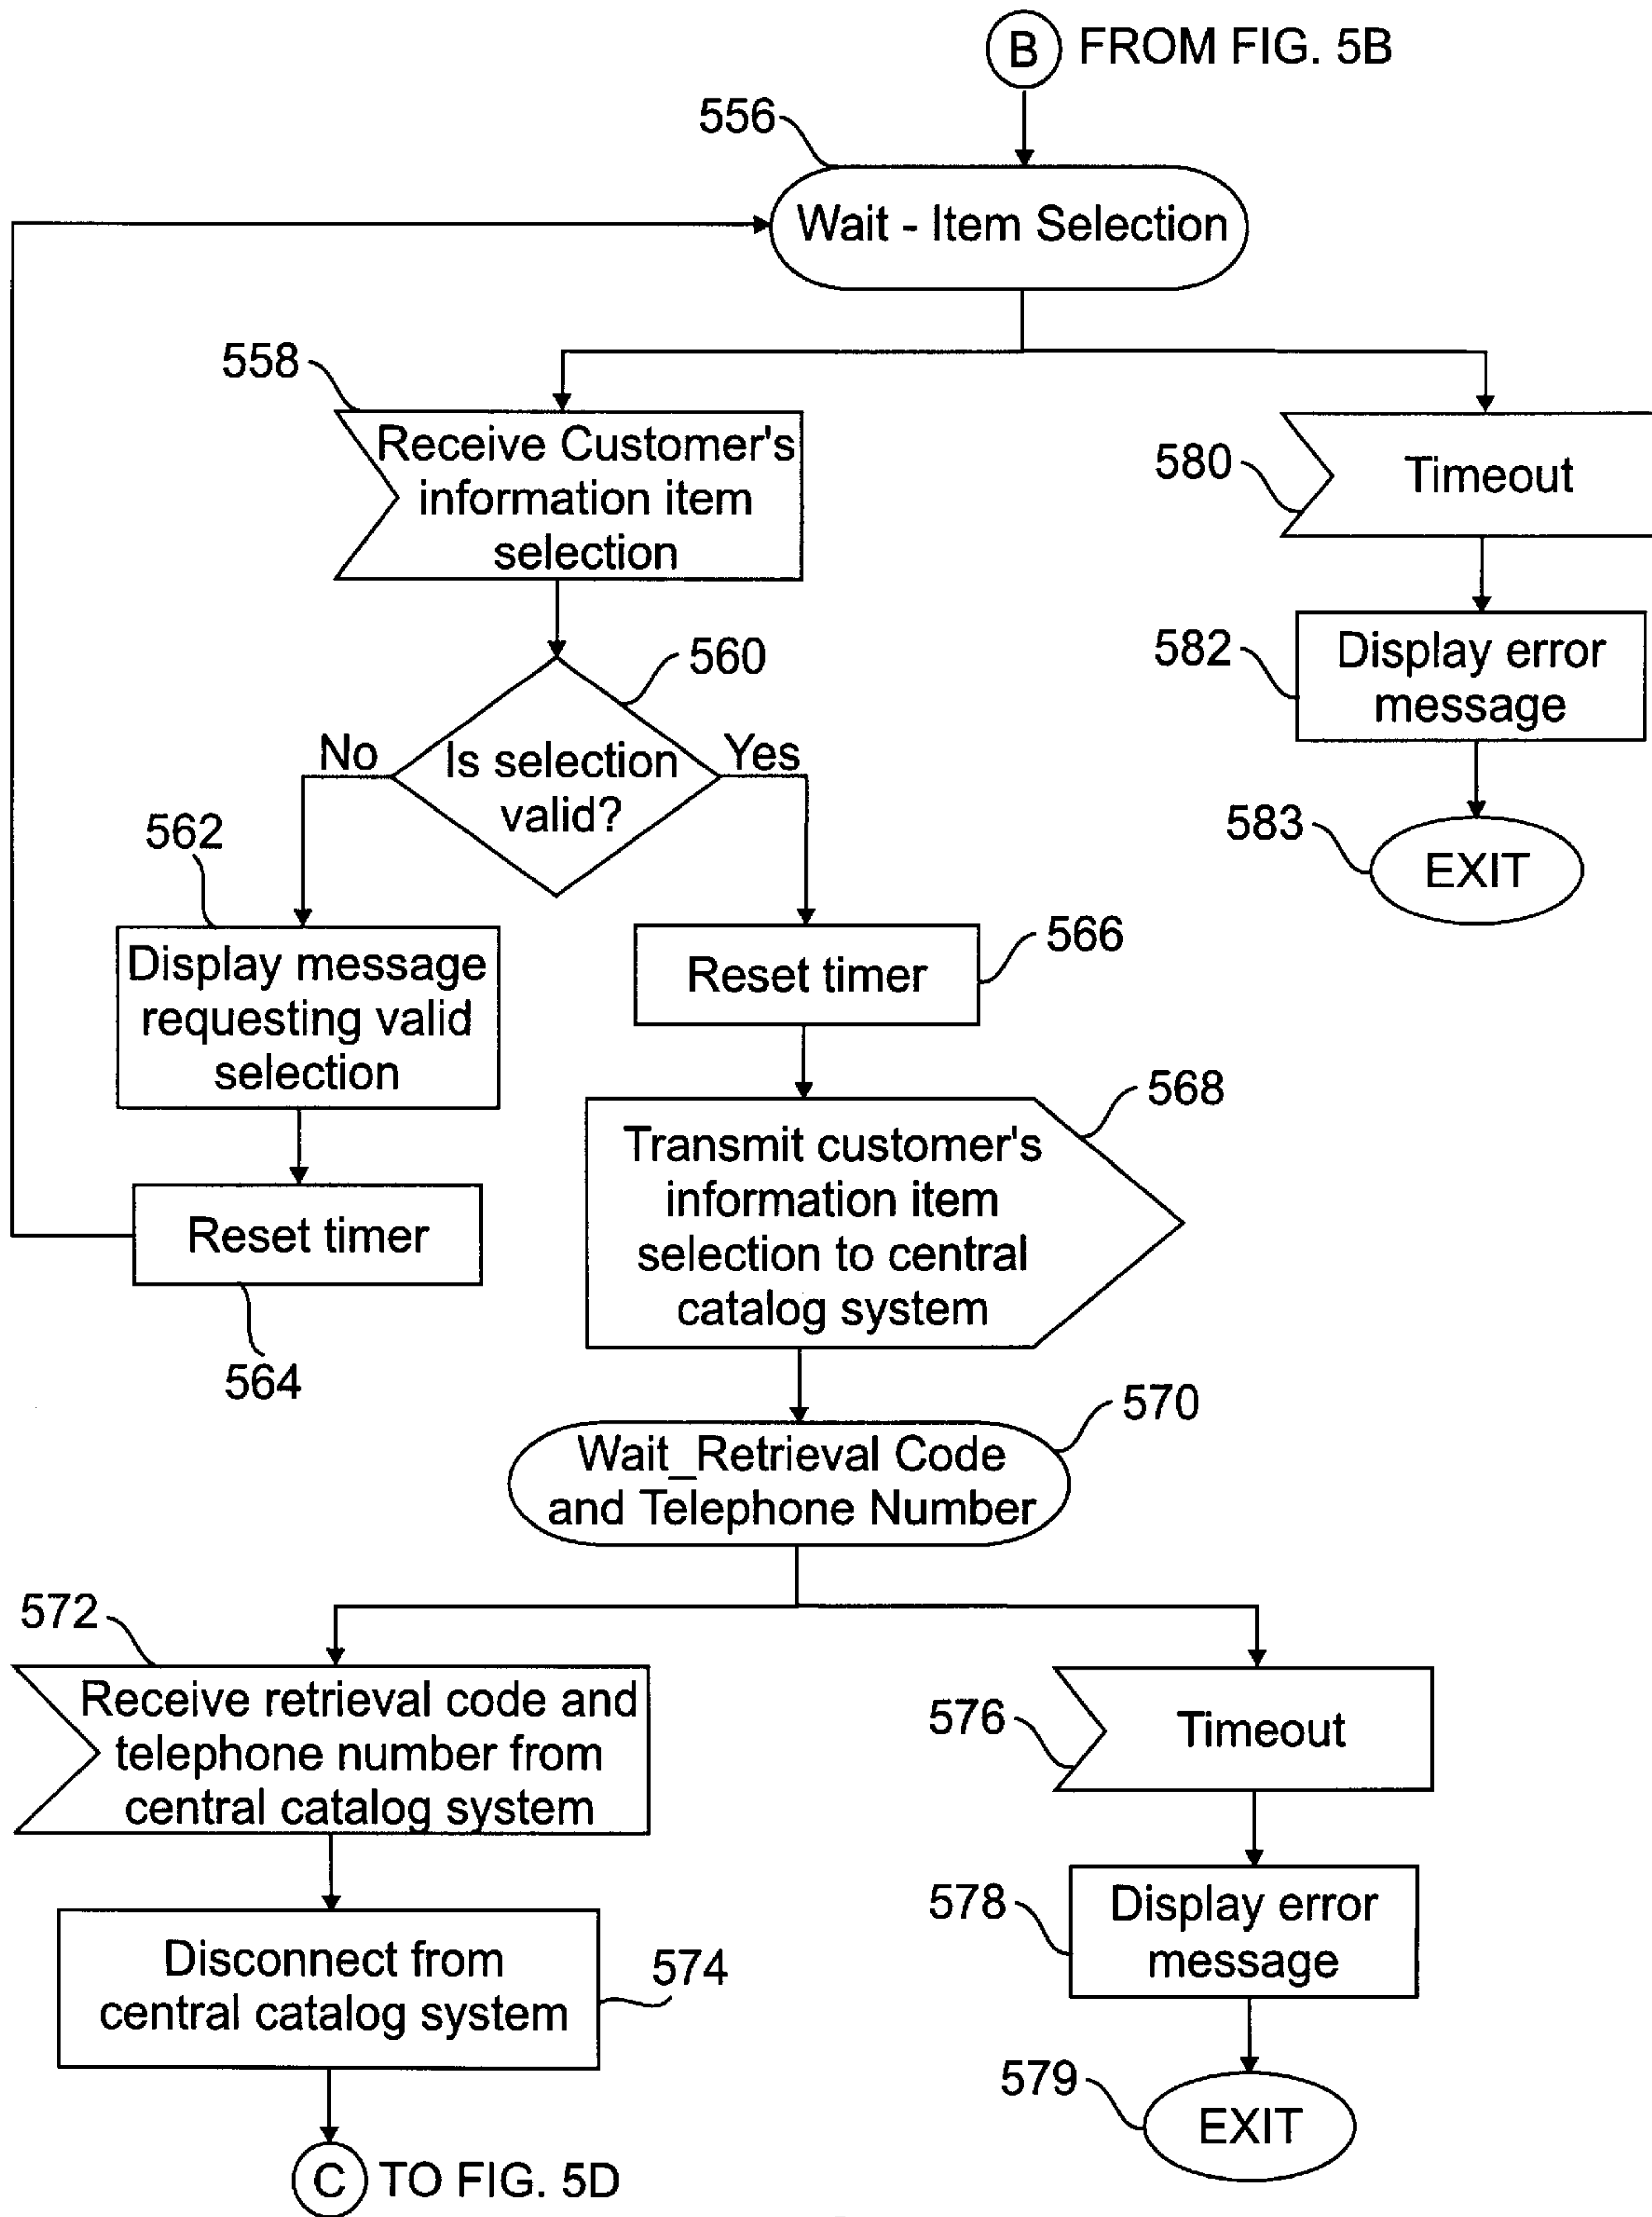 B FROM FIG. 5B
556
Wait - Item Selection
558
Receive Customer's
information item
selection
580
Timeout
560
Is selection
valid?
No
Yes
582
Display error
message
583
EXIT
562
Display message
requesting valid
selection
566
Reset timer
564
Reset timer
568
Transmit customer's
information item
selection to central
catalog system
570
Wait_Retrieval Code
and Telephone Number
572
Receive retrieval code and
telephone number from
central catalog system
576
Timeout
574
Disconnect from
central catalog system
578
Display error
message
579
EXIT
C TO FIG. 5D